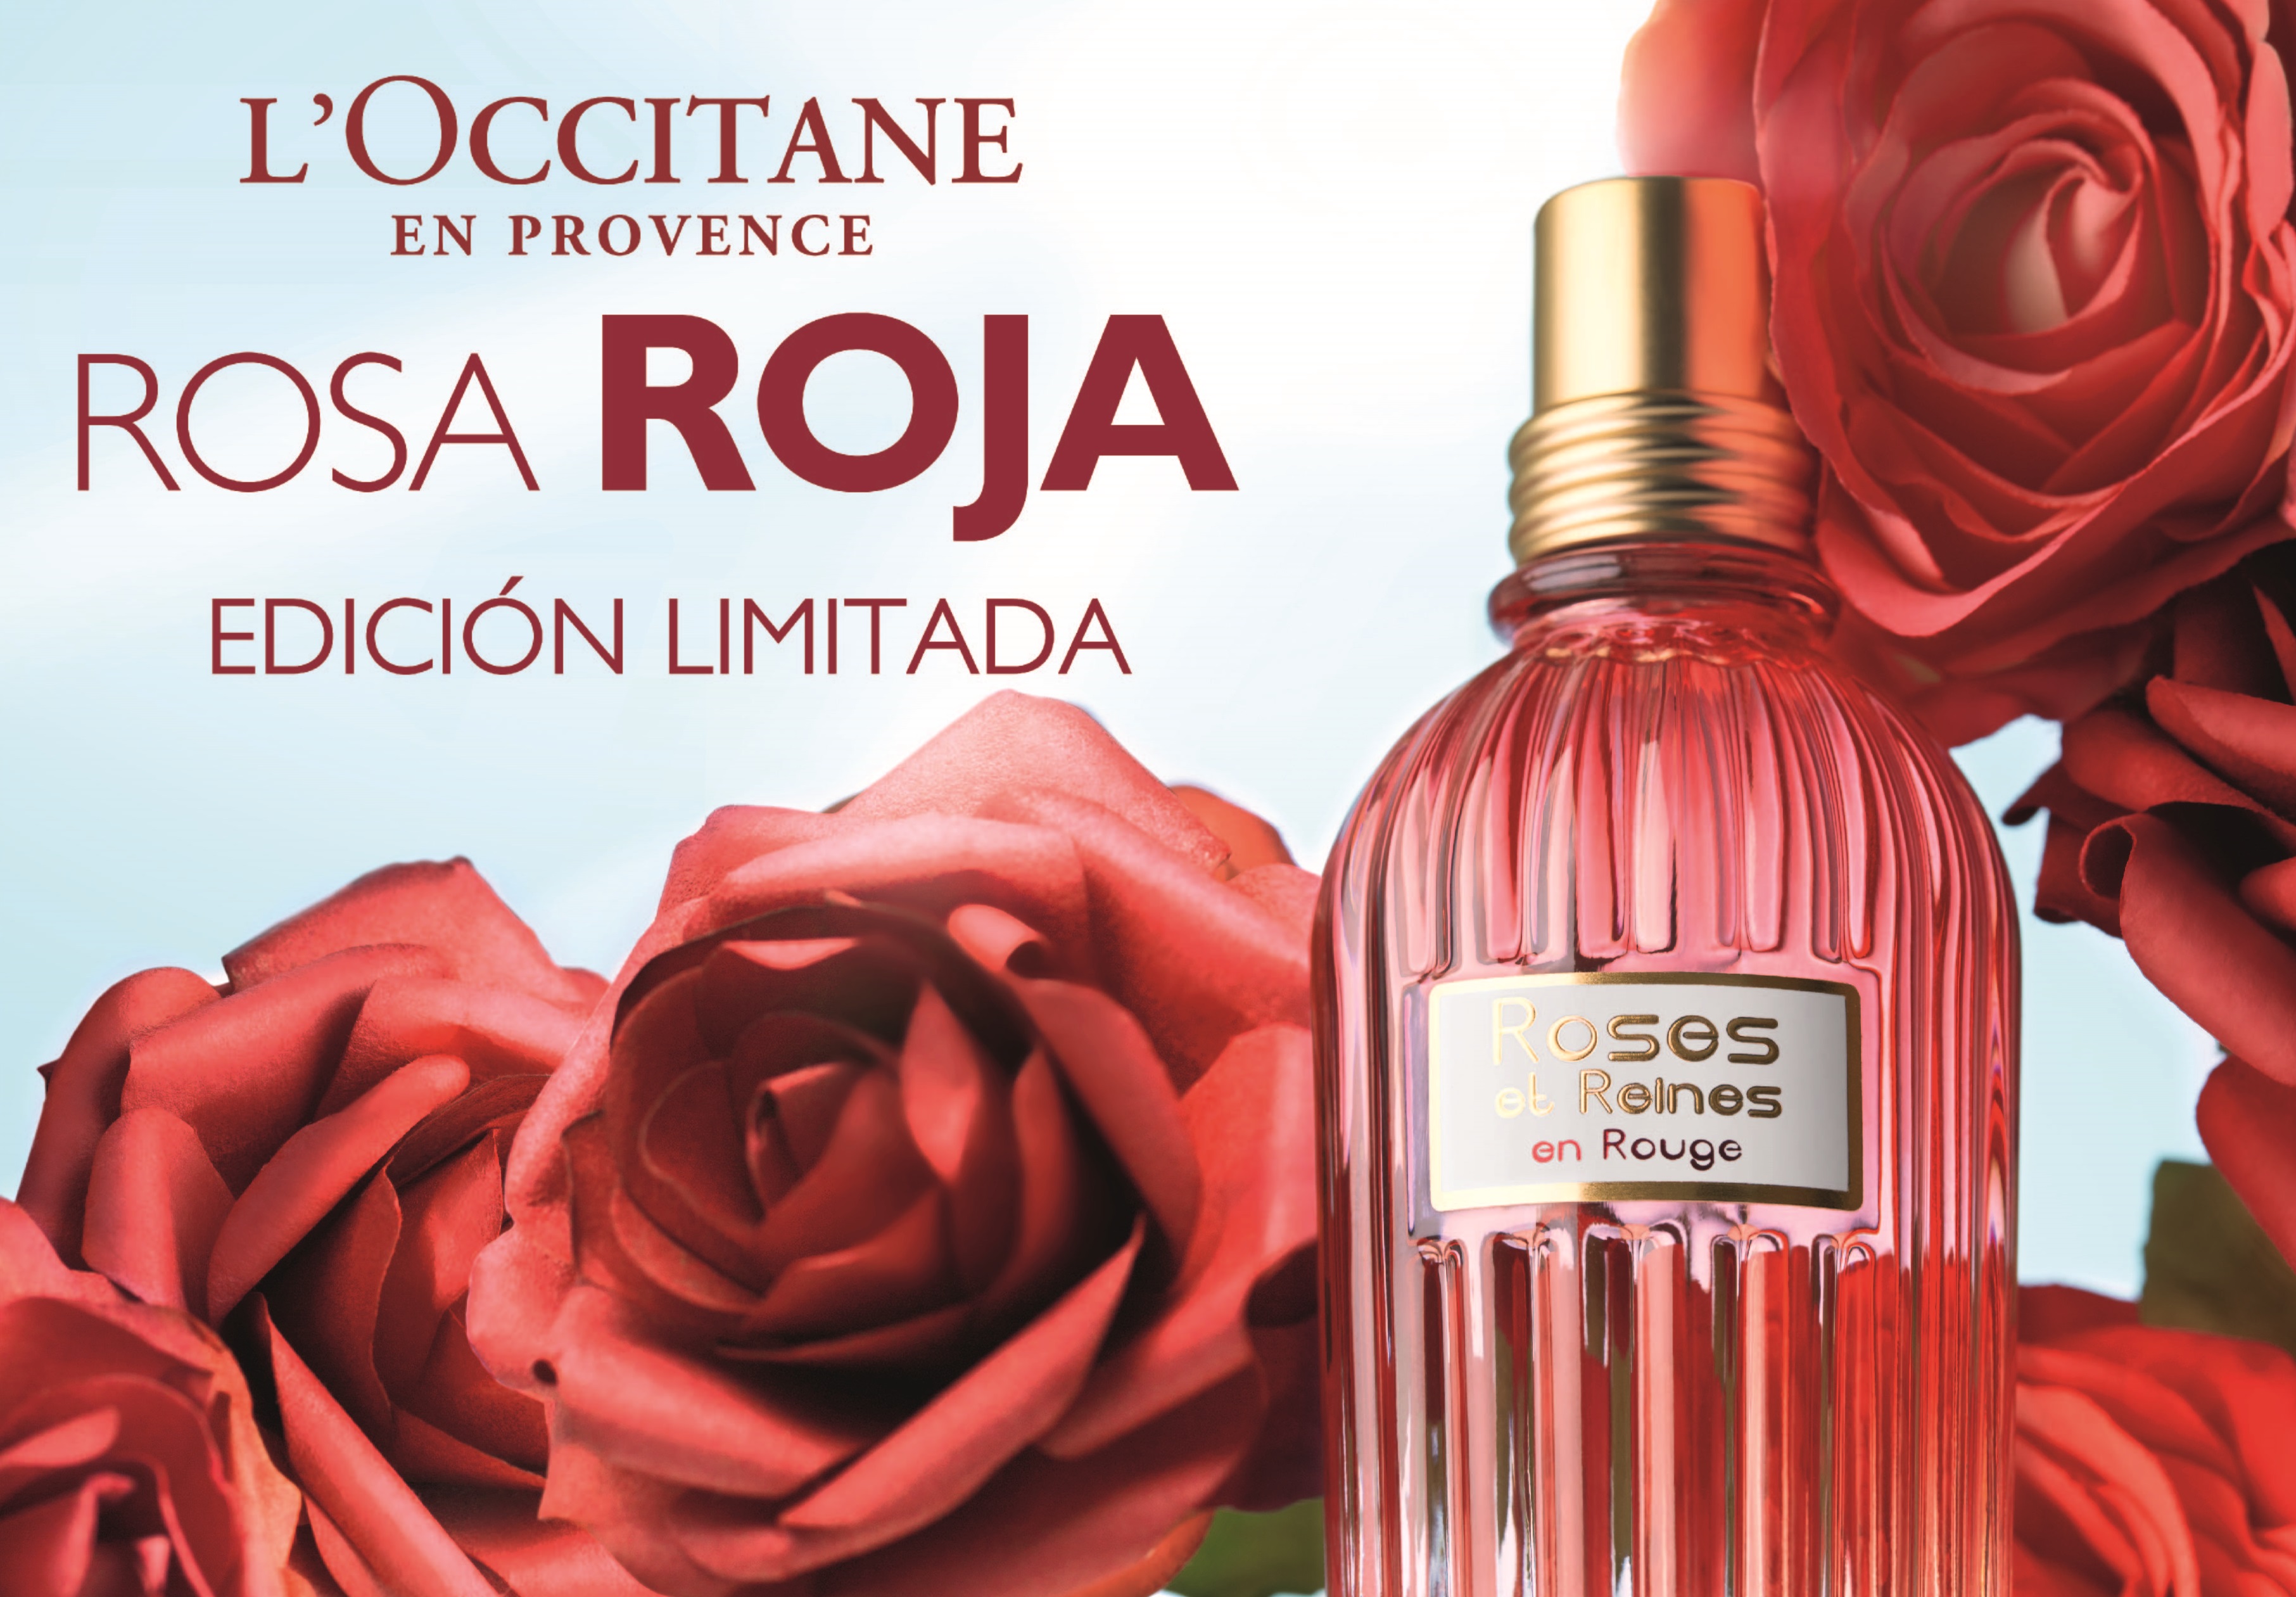 L'OCCITANE
EN PROVENCE
ROSA ROJA
EDICIÓN LIMITADA
Roses
et Reines
en Rouge